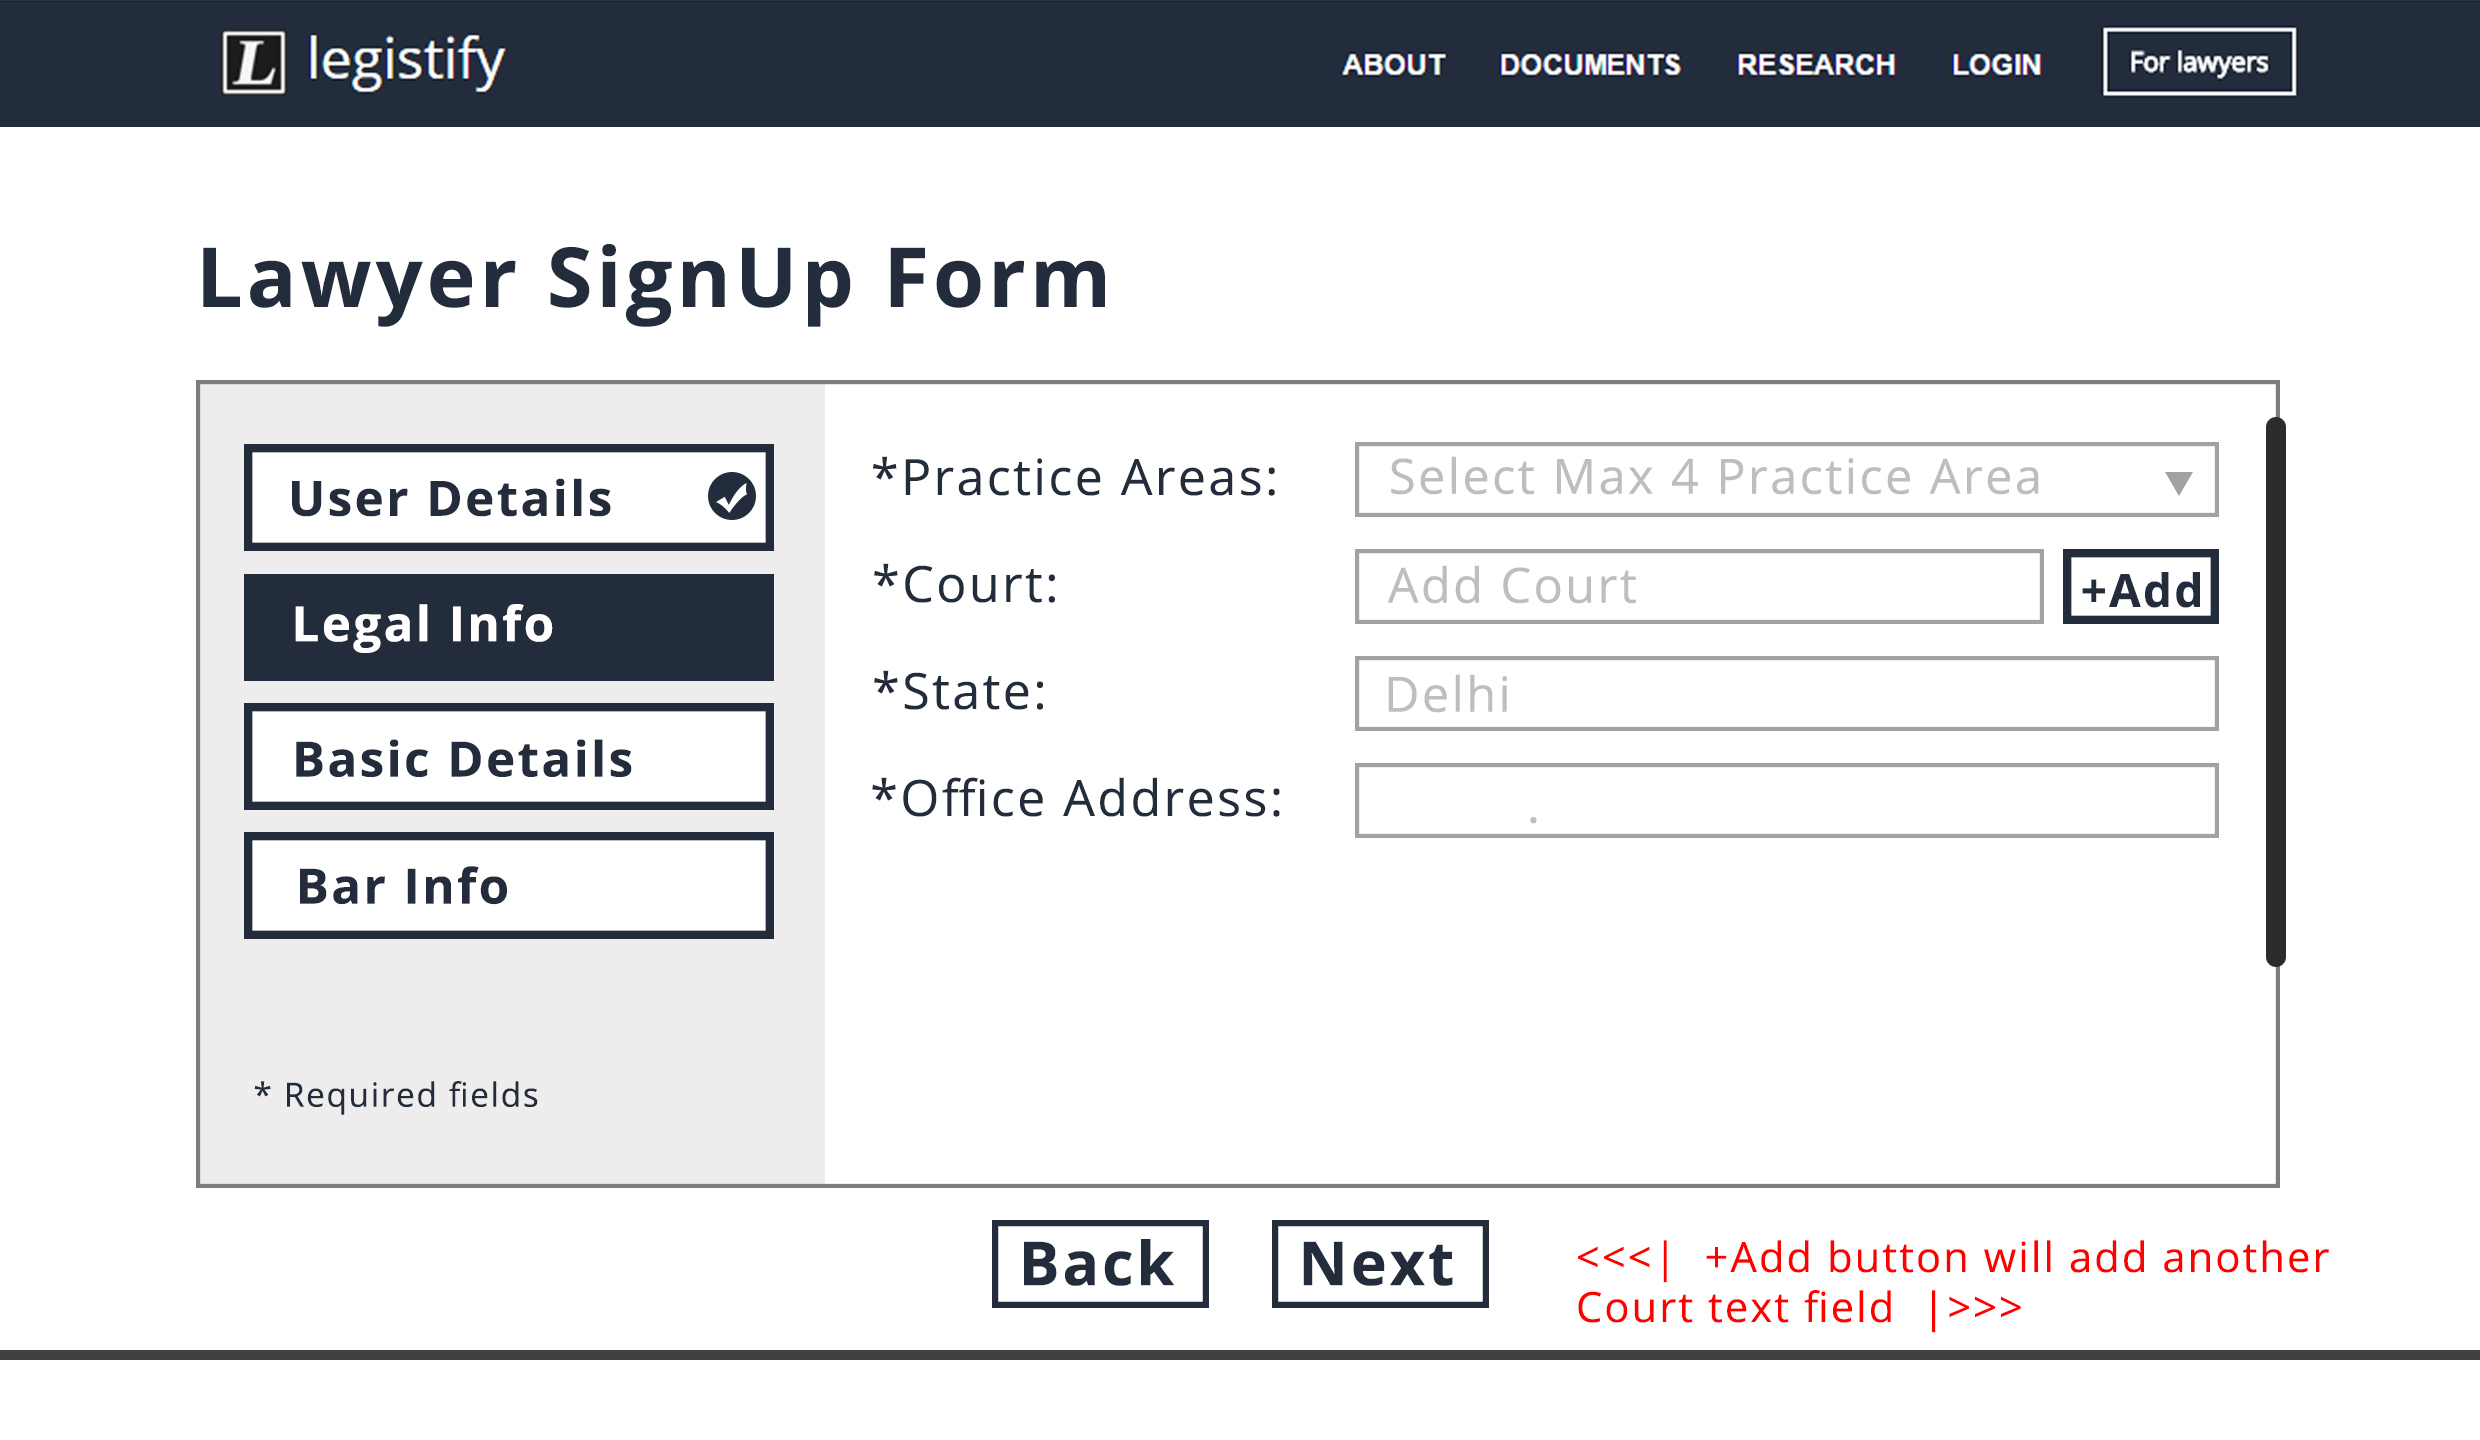 L legistify
ABOUT DOCUMENTS RESEARCH LOGIN For lawyers
Lawyer SignUp Form
User Details
Legal Info
Basic Details
Bar Info
* Required fields
*Practice Areas: Select Max 4 Practice Area
*Court: Add Court +Add
*State: Delhi
*Office Address: .
Back Next
<<<| +Add button will add another
Court text field |>>>